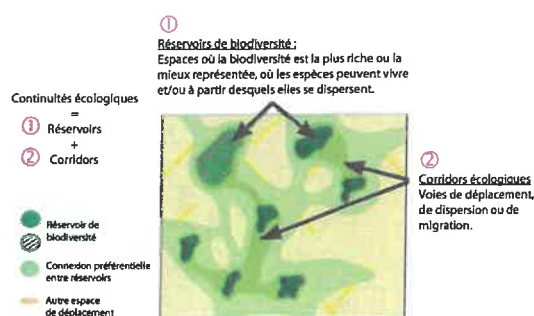 ①
Réservoirs de biodiversité :
Espaces où la biodiversité est la plus riche ou la
mieux représentée, où les espèces peuvent vivre
et/ou à partir desquels elles se dispersent.
Continuités écologiques
=
① Réservoirs
+
② Corridors
②
Corridors écologiques
Voies de déplacement,
de dispersion ou de
migration.
Réservoir de
biodiversité
Connexion préférentielle
entre réservoirs
Autre espace
de déplacement